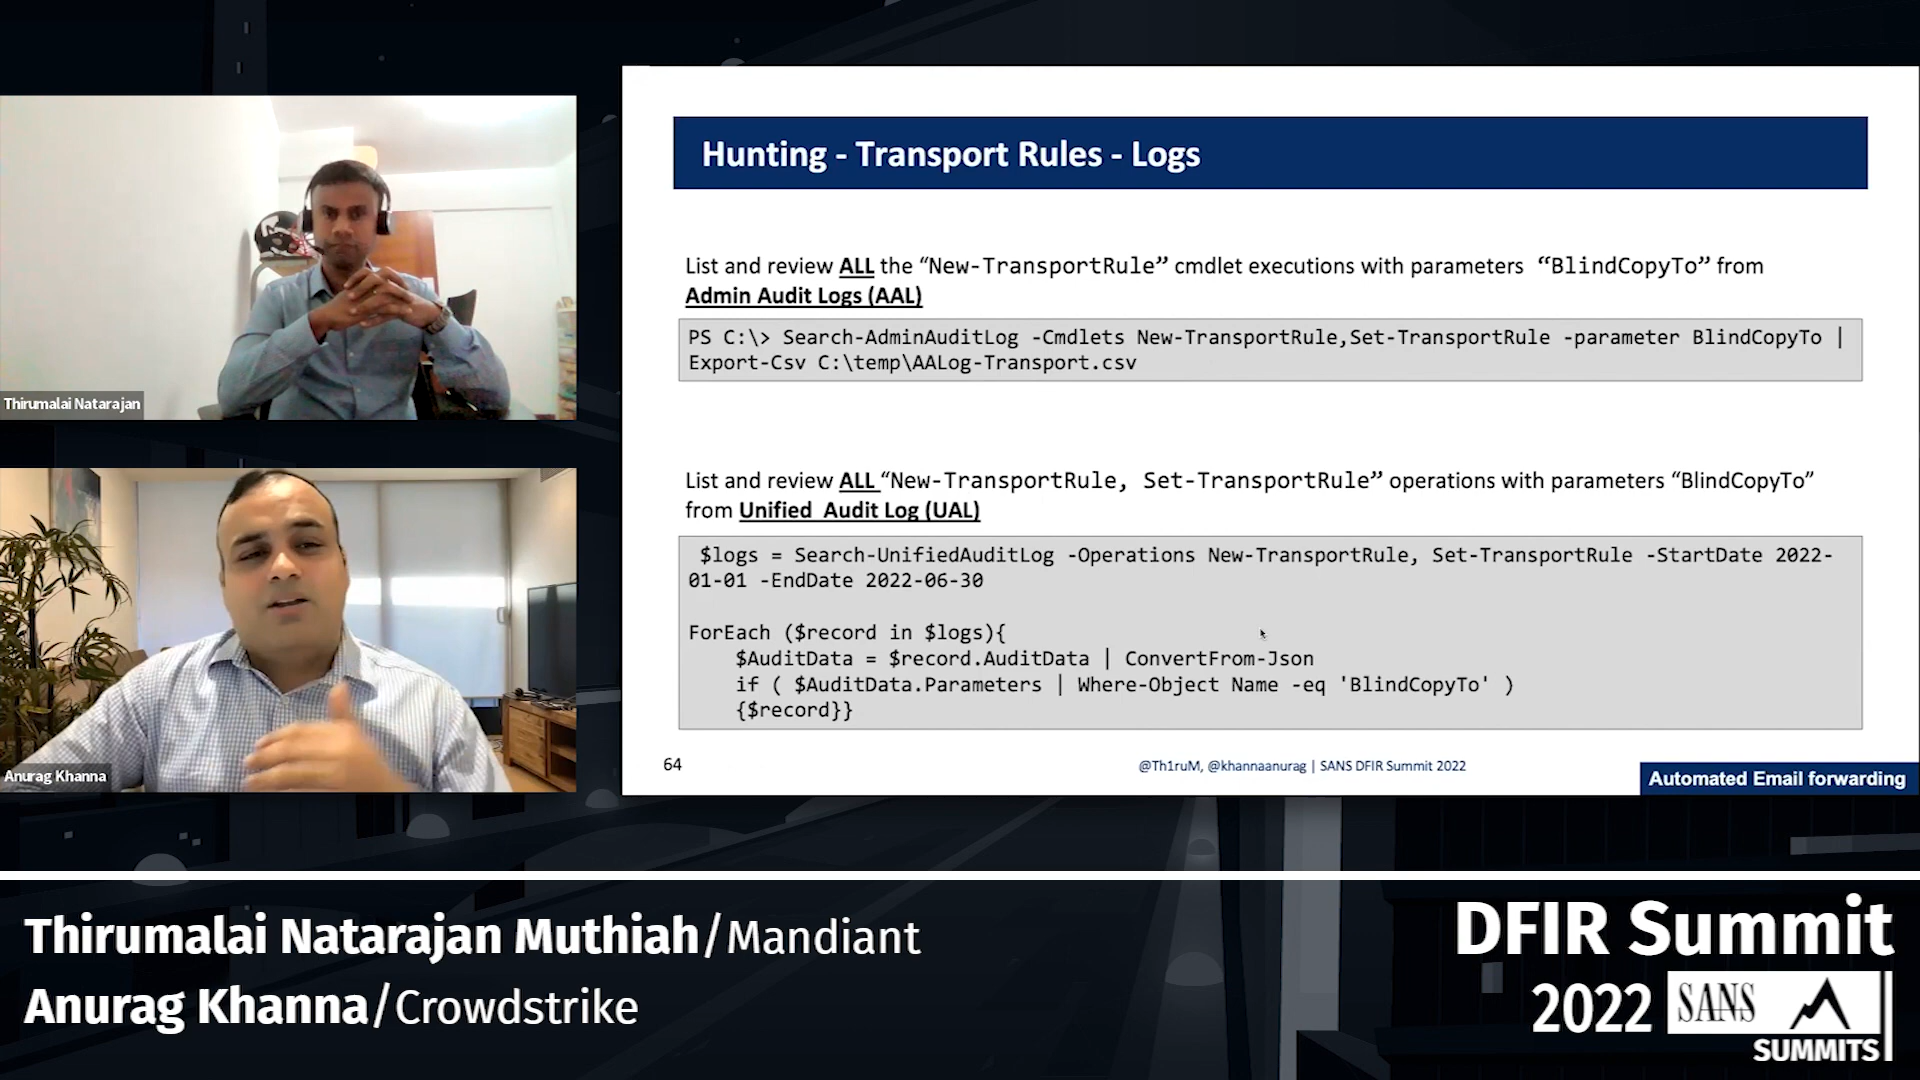 Hunting - Transport Rules - Logs
List and review ALL the “New-TransportRule” cmdlet executions with parameters “BlindCopyTo” from
Admin Audit Logs (AAL)
PS C:\> Search-AdminAuditLog -Cmdlets New-TransportRule,Set-TransportRule -parameter BlindCopyTo |
Export-Csv C:\temp\AALog-Transport.csv
List and review ALL “New-TransportRule, Set-TransportRule” operations with parameters “BlindCopyTo”
from Unified Audit Log (UAL)
$logs = Search-UnifiedAuditLog -Operations New-TransportRule, Set-TransportRule -StartDate 2022-
01-01 -EndDate 2022-06-30
ForEach ($record in $logs){
$AuditData = $record.AuditData | ConvertFrom-Json
if ( $AuditData.Parameters | Where-Object Name -eq 'BlindCopyTo' )
{$record}}
64
@Th1ruM, @khannaanurag | SANS DFIR Summit 2022
Automated Email forwarding
Thirumalai Natarajan
Anurag Khanna
Thirumalai Natarajan Muthiah/Mandiant
Anurag Khanna/Crowdstrike
DFIR Summit
2022 SANS
SUMMITS